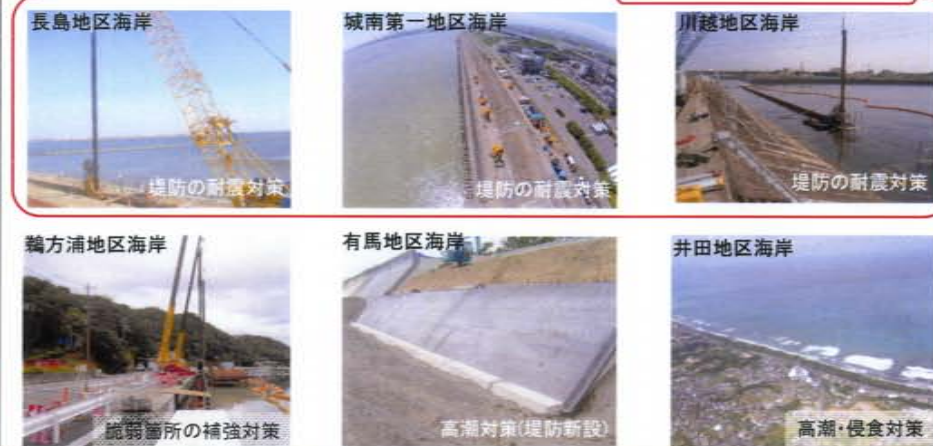 長島地区海岸
城南第一地区海岸
川越地区海岸
堤防の耐震対策
堤防の耐震対策
堤防の耐震対策
鵜方浦地区海岸
有馬地区海岸
井田地区海岸
脆弱箇所の補強対策
高潮対策(堤防新設)
高潮・侵食対策